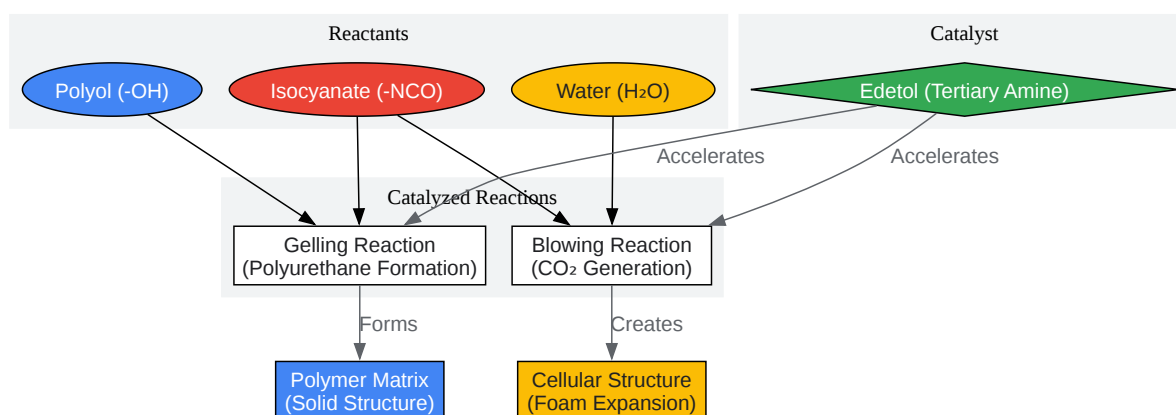 Reactants
Catalyst
Polyol (-OH)
Isocyanate (-NCO)
Water (H₂O)
Edetol (Tertiary Amine)
Accelerates
Accelerates
Catalyzed Reactions
Gelling Reaction
(Polyurethane Formation)
Blowing Reaction
(CO₂ Generation)
Forms
Creates
Polymer Matrix
(Solid Structure)
Cellular Structure
(Foam Expansion)